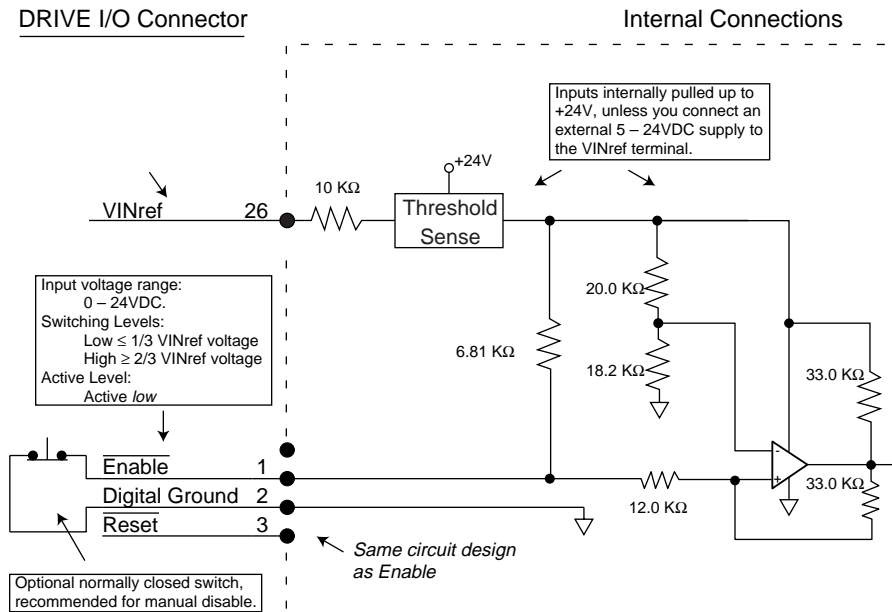 DRIVE I/O Connector
Internal Connections
Inputs internally pulled up to
+24V, unless you connect an
external 5 – 24VDC supply to
the VINref terminal.
+24V
10 KΩ
VINref 26
Threshold
Sense
Input voltage range:
0 – 24VDC.
Switching Levels:
Low ≤ 1/3 VINref voltage
High ≥ 2/3 VINref voltage
Active Level:
Active low
20.0 KΩ
6.81 KΩ
18.2 KΩ
33.0 KΩ
Enable 1
-
+
33.0 KΩ
Digital Ground 2
12.0 KΩ
Reset 3
Same circuit design
as Enable
Optional normally closed switch,
recommended for manual disable.